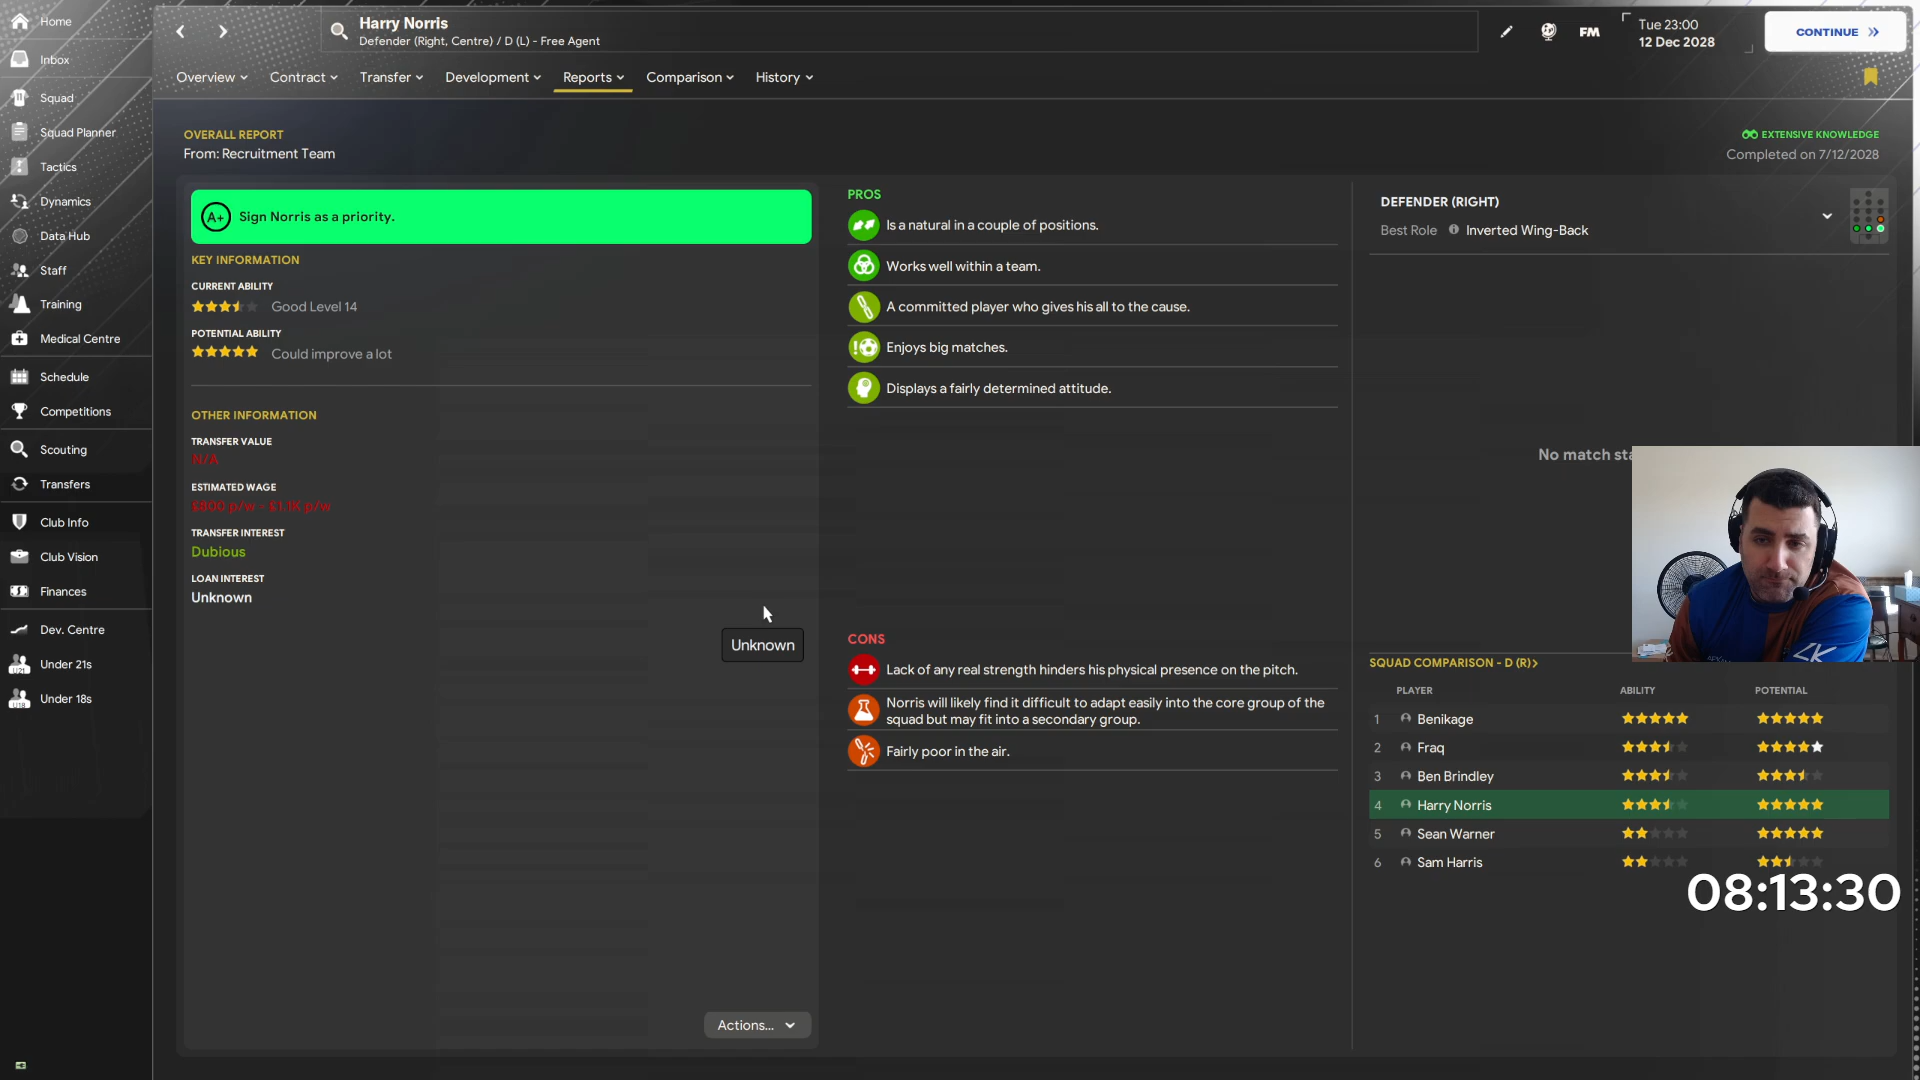 Home
Inbox
Squad
Squad Planner
Tactics
Dynamics
Data Hub
Staff
Training
Medical Centre
Schedule
Competitions
Scouting
Transfers
Club Info
Club Vision
Finances
Dev. Centre
Under 21s
Under 18s
Harry Norris
Defender (Right, Centre) / D (L) - Free Agent
FM
Tue 23:00
12 Dec 2028
CONTINUE
Overview
Contract
Transfer
Development
Reports
Comparison
History
OVERALL REPORT
From: Recruitment Team
EXTENSIVE KNOWLEDGE
Completed on 7/12/2028
A+ Sign Norris as a priority.
KEY INFORMATION
CURRENT ABILITY
Good Level 14
POTENTIAL ABILITY
Could improve a lot
OTHER INFORMATION
TRANSFER VALUE
N/A
ESTIMATED WAGE
£800 p/w - £1.1K p/w
TRANSFER INTEREST
Dubious
LOAN INTEREST
Unknown
Unknown
Actions...
PROS
Is a natural in a couple of positions.
Works well within a team.
A committed player who gives his all to the cause.
Enjoys big matches.
Displays a fairly determined attitude.
CONS
Lack of any real strength hinders his physical presence on the pitch.
Norris will likely find it difficult to adapt easily into the core group of the
squad but may fit into a secondary group.
Fairly poor in the air.
DEFENDER (RIGHT)
Best Role Inverted Wing-Back
No match sta
SQUAD COMPARISON - D (R)>
PLAYER ABILITY POTENTIAL
1 Benikage
2 Fraq
3 Ben Brindley
4 Harry Norris
5 Sean Warner
6 Sam Harris
08:13:30